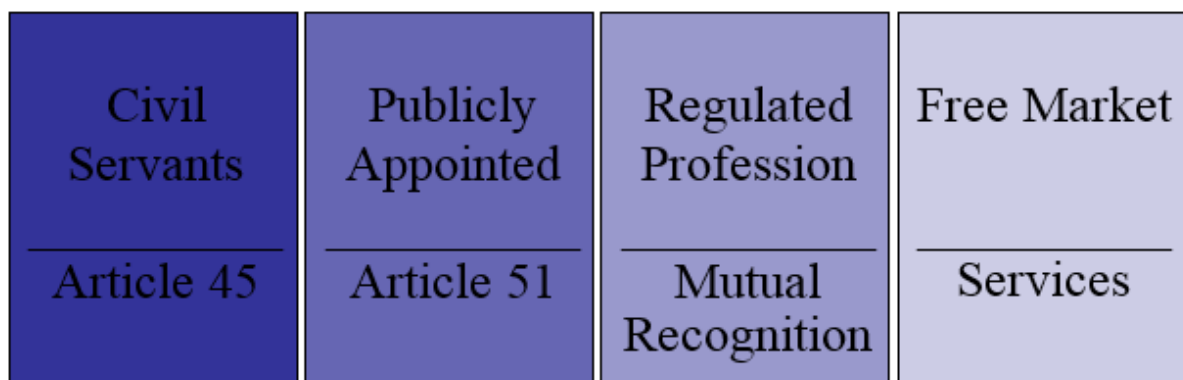 Civil
Servants
Article 45
Publicly
Appointed
Article 51
Regulated
Profession
Mutual
Recognition
Free Market
Services